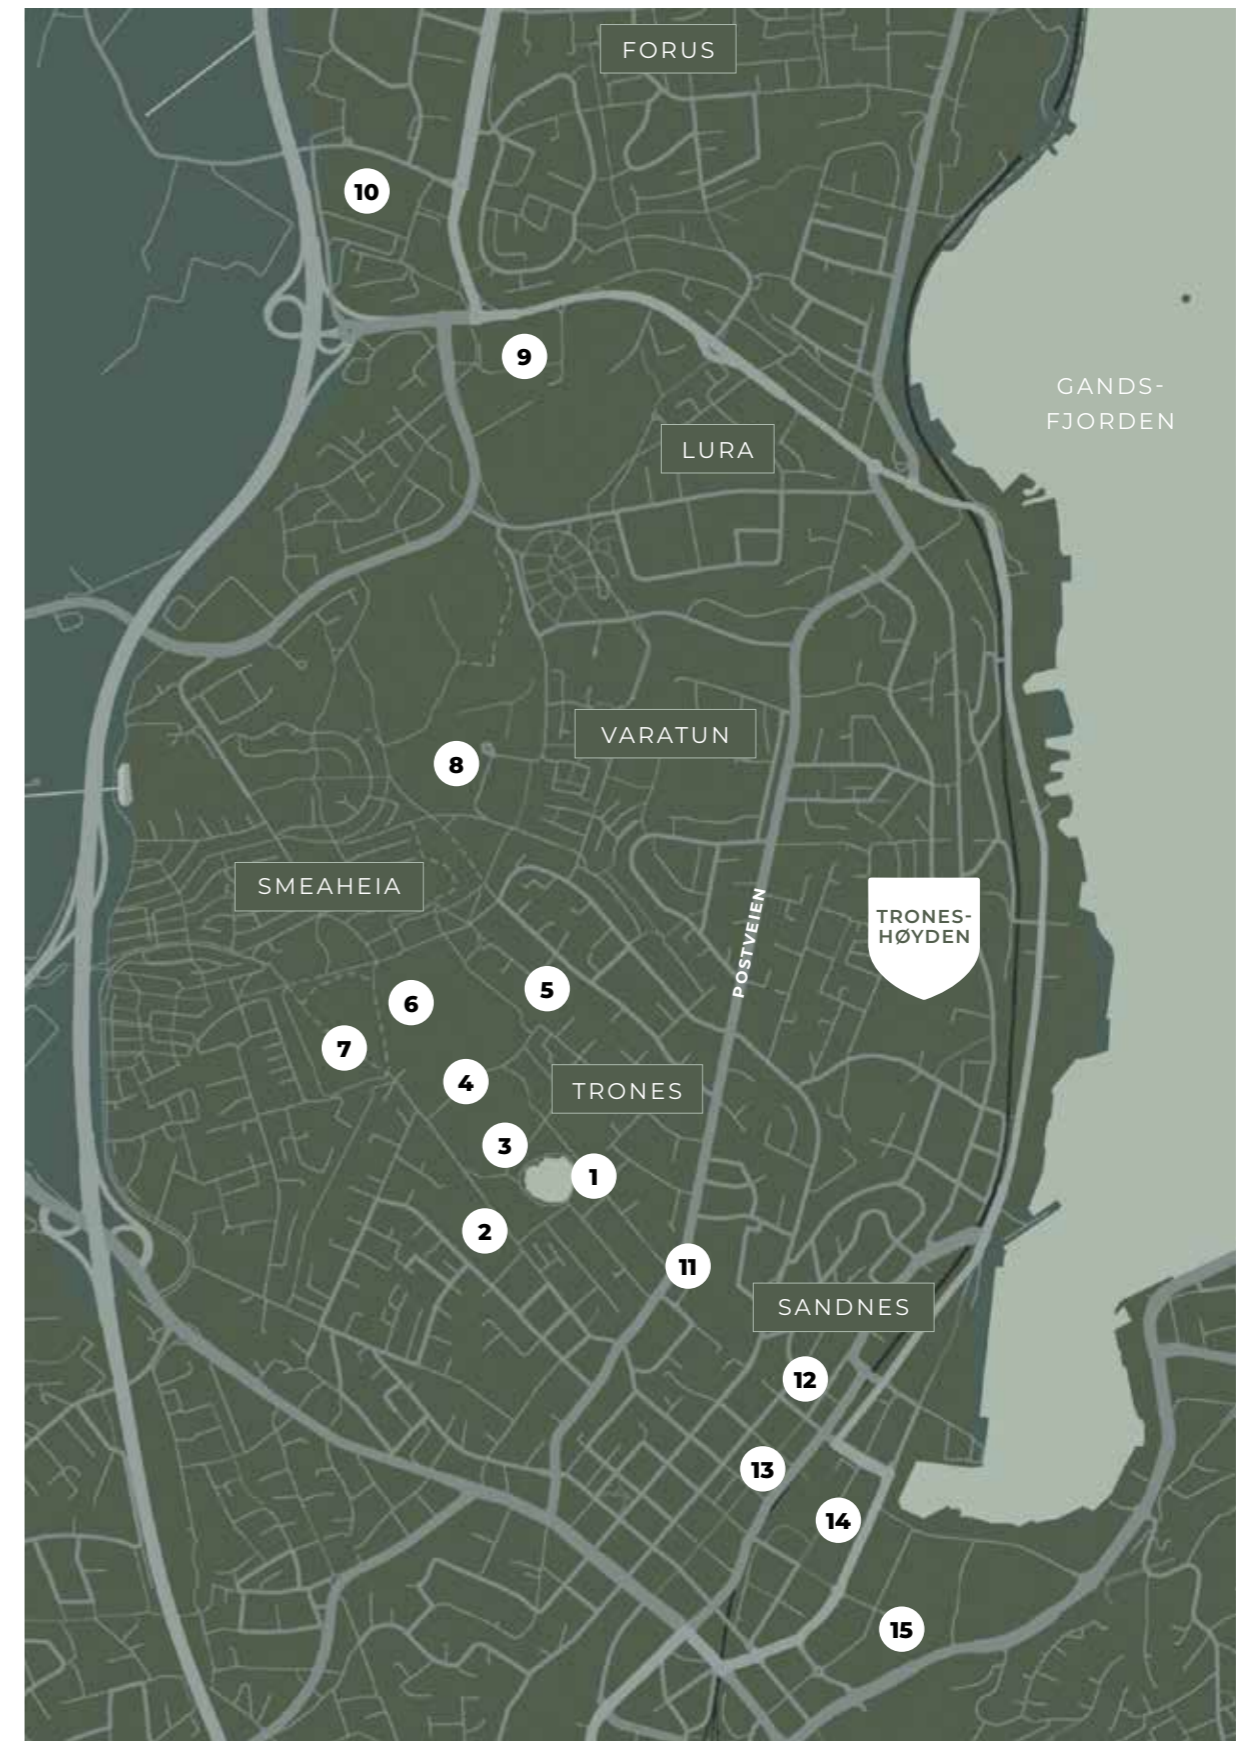 FORUS
10
9
GANDS-
FJORDEN
LURA
VARATUN
8
SMEAHEIA
POSTVEIEN
TRONES-
HØYDEN
5
6
7
4
TRONES
3
1
2
11
SANDNES
12
13
14
15